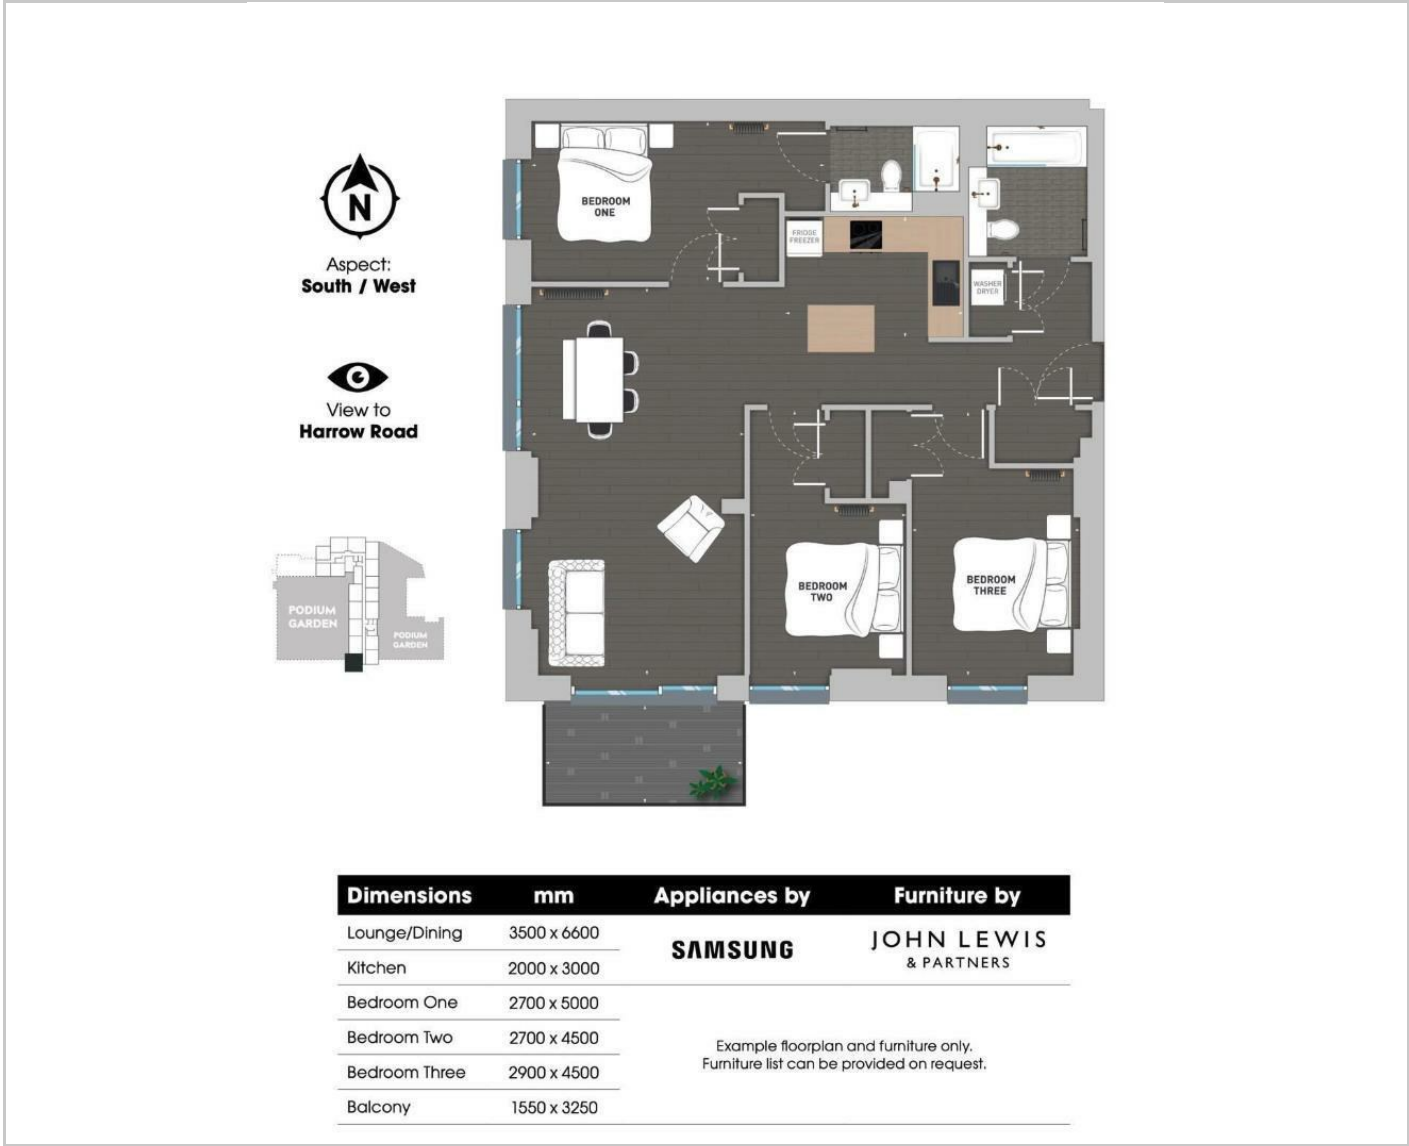 N
Aspect:
South / West
View to
Harrow Road
PODIUM
GARDEN
PODIUM
GARDEN
BEDROOM
ONE
FRIDGE
FREEZER
WASHER
DRYER
BEDROOM
TWO
BEDROOM
THREE
Dimensions mm Appliances by Furniture by
Lounge/Dining 3500 x 6600
Kitchen 2000 x 3000
Bedroom One 2700 x 5000
Bedroom Two 2700 x 4500
Bedroom Three 2900 x 4500
Balcony 1550 x 3250
SAMSUNG
JOHN LEWIS
& PARTNERS
Example floorplan and furniture only.
Furniture list can be provided on request.